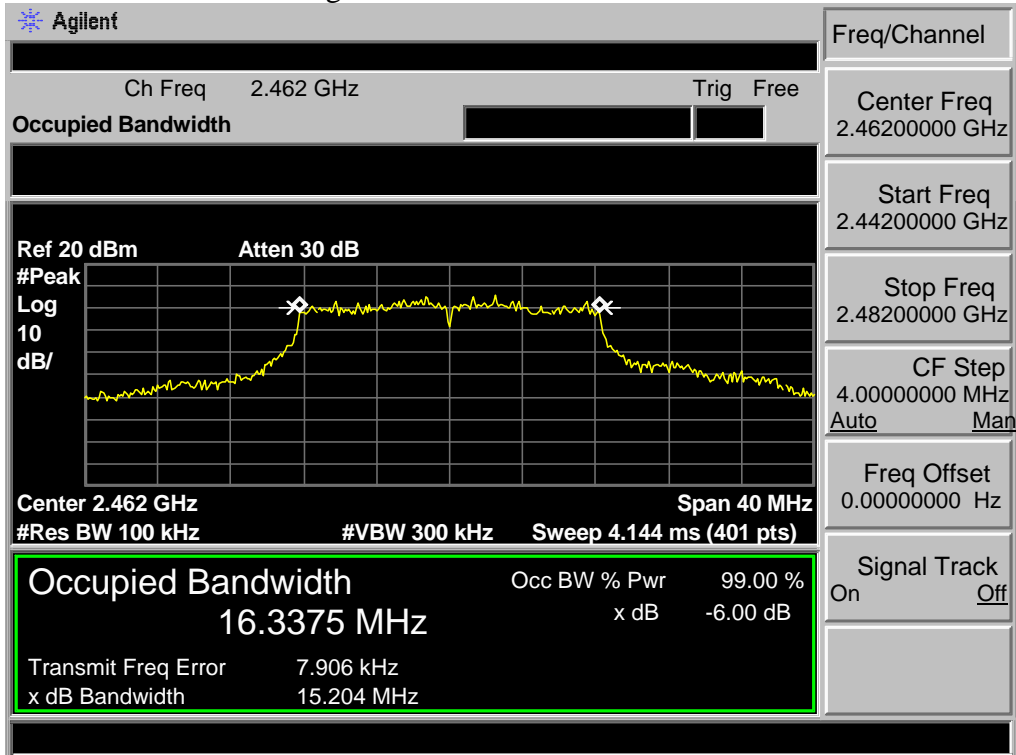 Agilent
Freq/Channel
Ch Freq 2.462 GHz Trig Free
Occupied Bandwidth
Center Freq
2.46200000 GHz
Start Freq
2.44200000 GHz
Stop Freq
2.48200000 GHz
CF Step
4.00000000 MHz
Auto Man
Freq Offset
0.00000000 Hz
Signal Track
On Off
Ref 20 dBm Atten 30 dB
#Peak
Log
10
dB/
Center 2.462 GHz Span 40 MHz
#Res BW 100 kHz #VBW 300 kHz Sweep 4.144 ms (401 pts)
Occupied Bandwidth Occ BW % Pwr 99.00 %
16.3375 MHz x dB -6.00 dB
Transmit Freq Error 7.906 kHz
x dB Bandwidth 15.204 MHz